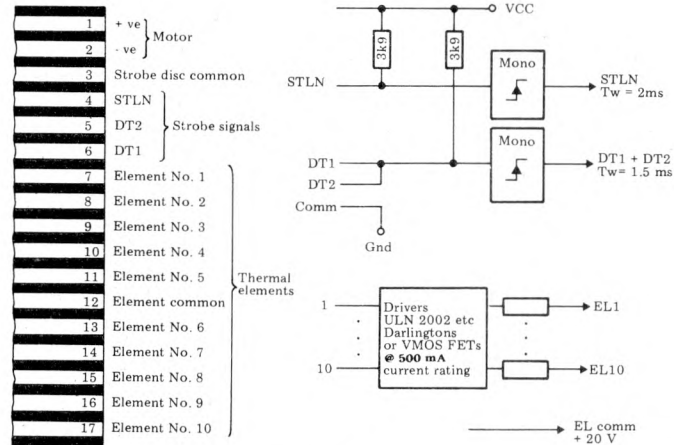 1 + ve
2 - ve
Motor
3 Strobe disc common
4 STLN
5 DT2
6 DT1
Strobe signals
7 Element No. 1
8 Element No. 2
9 Element No. 3
10 Element No. 4
11 Element No. 5
12 Element common
13 Element No. 6
14 Element No. 7
15 Element No. 8
16 Element No. 9
17 Element No. 10
Thermal
elements
VCC
3k9
3k9
STLN
Mono
STLN
Tw = 2ms
DT1
DT2
Mono
DT1 + DT2
Tw= 1.5 ms
Comm
Gnd
1
10
Drivers
ULN 2002 etc
Darlingtons
or VMOS FETs
@ 500 mA
current rating
EL1
EL10
EL comm
+ 20 V